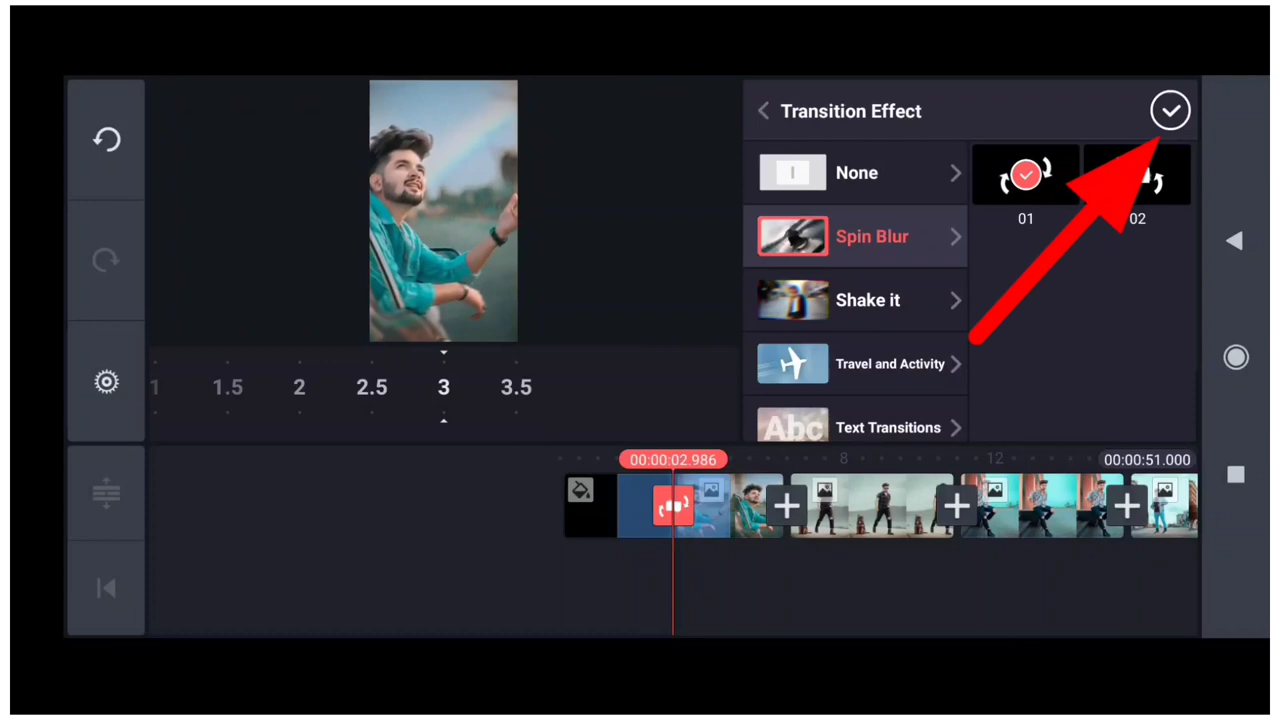 Transition Effect
None
Spin Blur
01
02
Shake it
Travel and Activity
Abc
Text Transitions
1 1.5 2 2.5 3 3.5
00:00:02.986 8 12 00:00:51.000